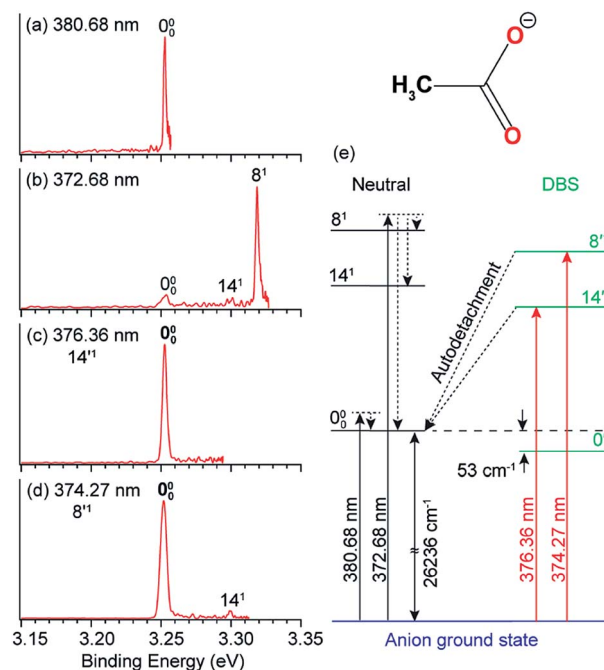 (a) 380.68 nm
0⁰₀
(b) 372.68 nm
8¹
0⁰₀
14¹
(c) 376.36 nm
14'¹
0⁰₀
(d) 374.27 nm
8'¹
0⁰₀
14¹
3.15 3.20 3.25 3.30 3.35
Binding Energy (eV)
H₃C
O
⊖
O
(e)
Neutral
DBS
8¹
14¹
0⁰₀
8'
14'
0'
Autodetachment
53 cm⁻¹
380.68 nm
372.68 nm
≈ 26236 cm⁻¹
376.36 nm
374.27 nm
Anion ground state